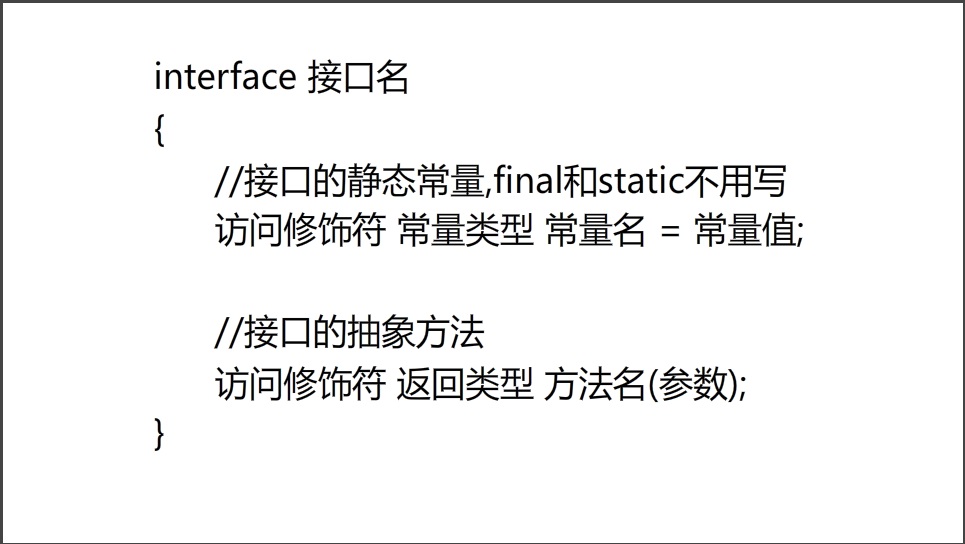 interface 接口名
{
//接口的静态常量,final和static不用写
访问修饰符 常量类型 常量名 = 常量值;
//接口的抽象方法
访问修饰符 返回类型 方法名(参数);
}